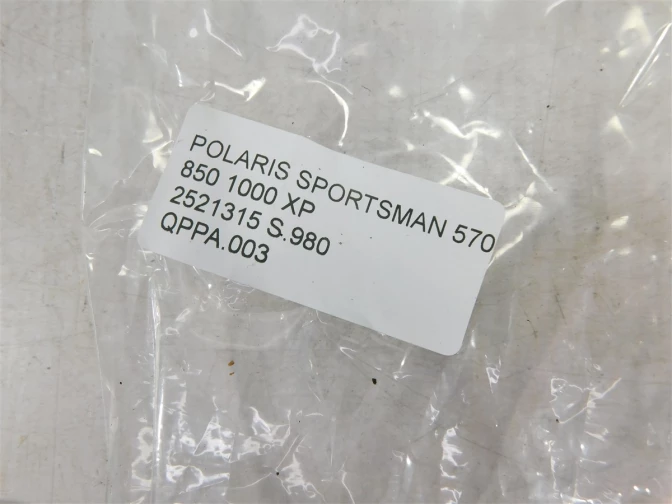 POLARIS SPORTSMAN 570
850 1000 XP
2521315 S.980
QPPA.003